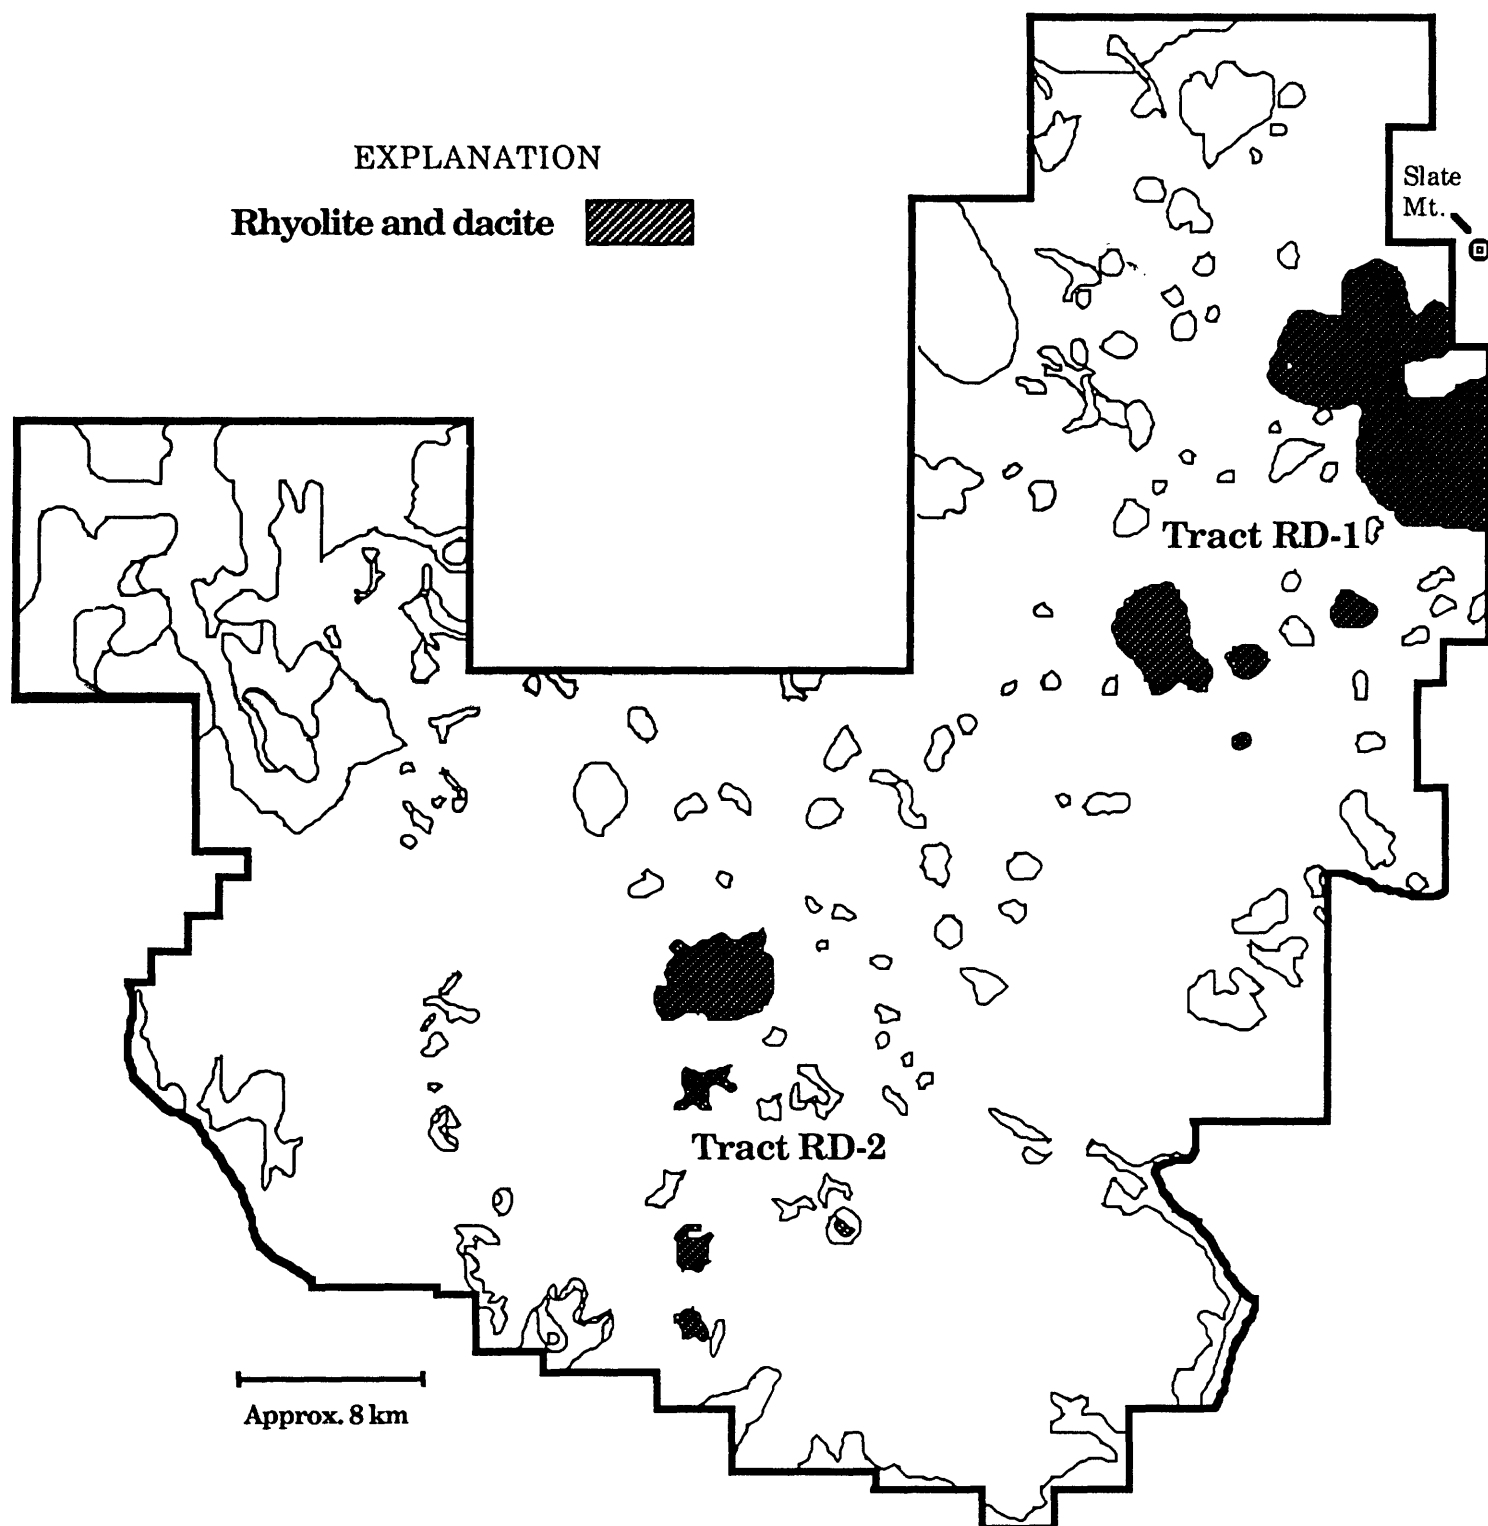 EXPLANATION
Rhyolite and dacite
Slate
Mt.
Tract RD-1
Tract RD-2
Approx. 8 km